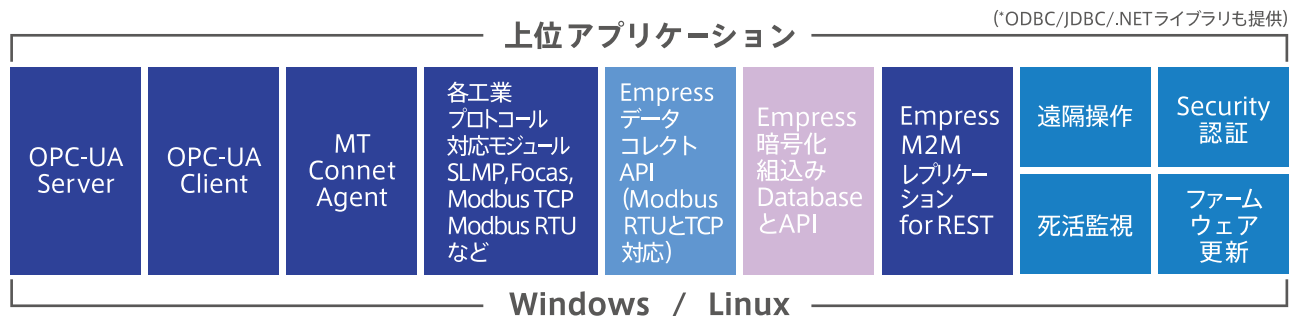 (*ODBC/JDBC/.NETライブラリも提供)
上位アプリケーション
OPC-UA
Server
OPC-UA
Client
MT
Connet
Agent
各工業
プロトコール
対応モジュール
SLMP,Focas,
Modbus TCP
Modbus RTU
など
Empress
データ
コレクト
API
(Modbus
RTUとTCP
対応)
Empress
暗号化
組込み
Database
とAPI
Empress
M2M
レプリケー
ション
for REST
遠隔操作
死活監視
Security
認証
ファーム
ウェア
更新
Windows / Linux